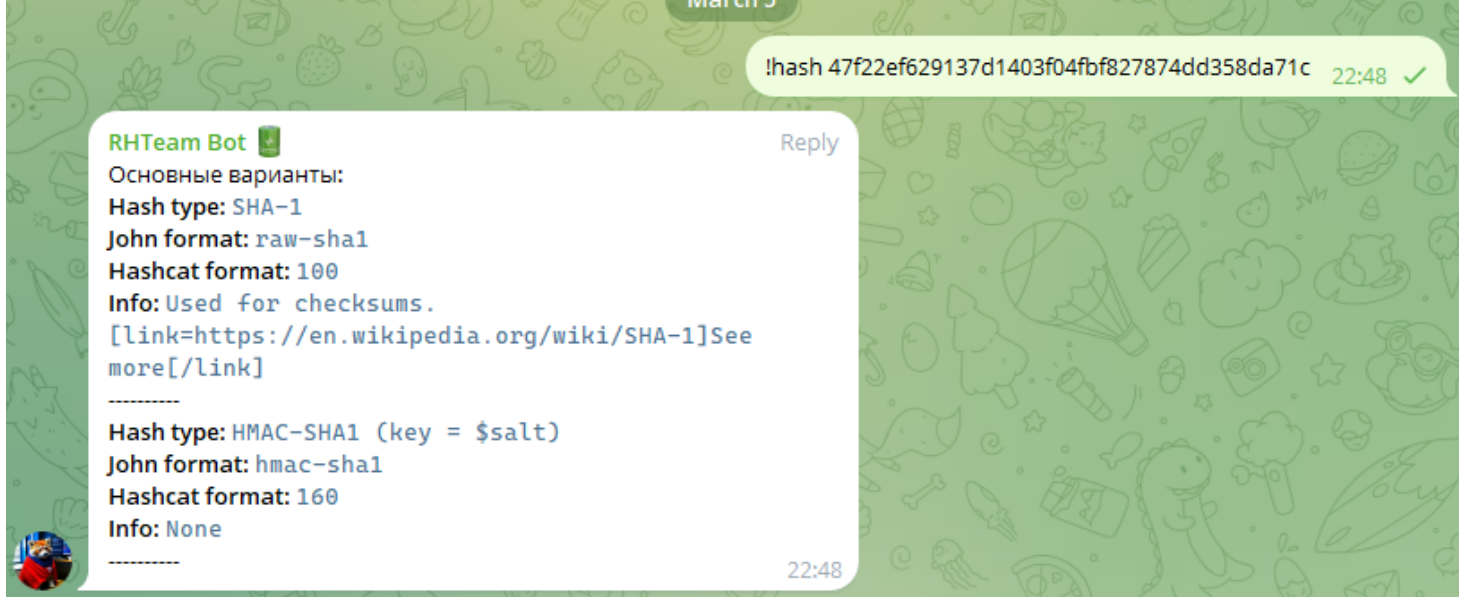 March 5
!hash 47f22ef629137d1403f04fbf827874dd358da71c 22:48
RHTeam Bot Reply
Основные варианты:
Hash type: SHA-1
John format: raw-sha1
Hashcat format: 100
Info: Used for checksums.
[link=https://en.wikipedia.org/wiki/SHA-1]See
more[/link]
----------
Hash type: HMAC-SHA1 (key = $salt)
John format: hmac-sha1
Hashcat format: 160
Info: None
----------
22:48